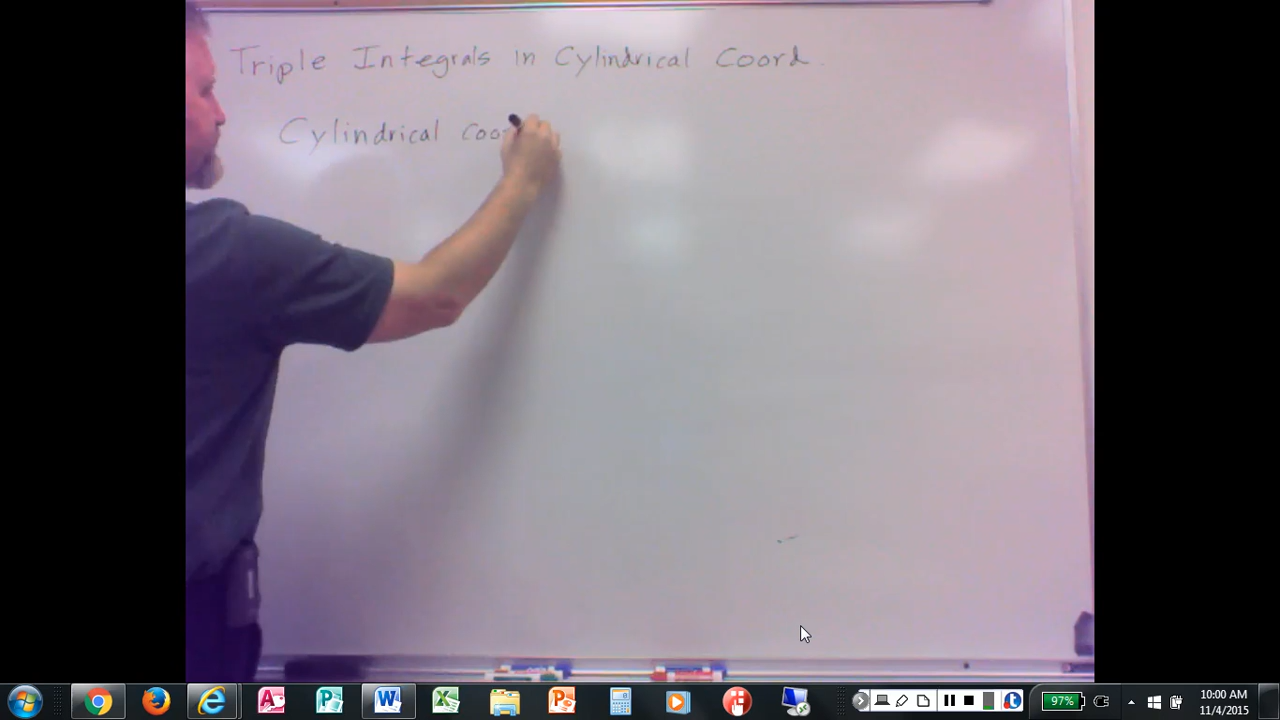 Triple Integrals in Cylindrical Coord.
Cylindrical coo
97%
10:00 AM
11/4/2015